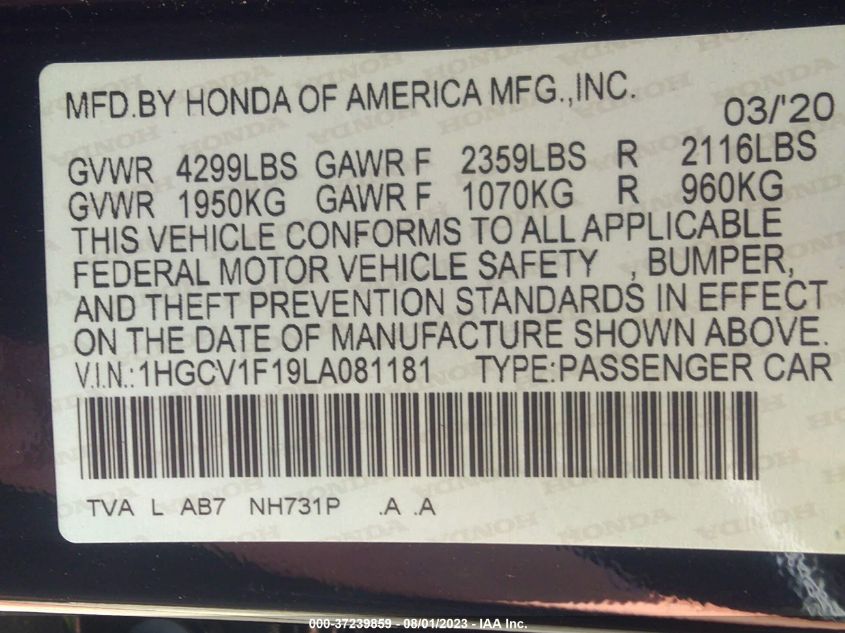 MFD.BY HONDA OF AMERICA MFG.,INC.
03/'20
GVWR 4299LBS GAWR F 2359LBS R 2116LBS
GVWR 1950KG GAWR F 1070KG R 960KG
THIS VEHICLE CONFORMS TO ALL APPLICABLE
FEDERAL MOTOR VEHICLE SAFETY , BUMPER,
AND THEFT PREVENTION STANDARDS IN EFFECT
ON THE DATE OF MANUFACTURE SHOWN ABOVE.
V.I.N.:1HGCV1F19LA081181 TYPE:PASSENGER CAR
TVA L AB7 NH731P .A .A
000-37239859 - 08/01/2023 - IAA Inc.